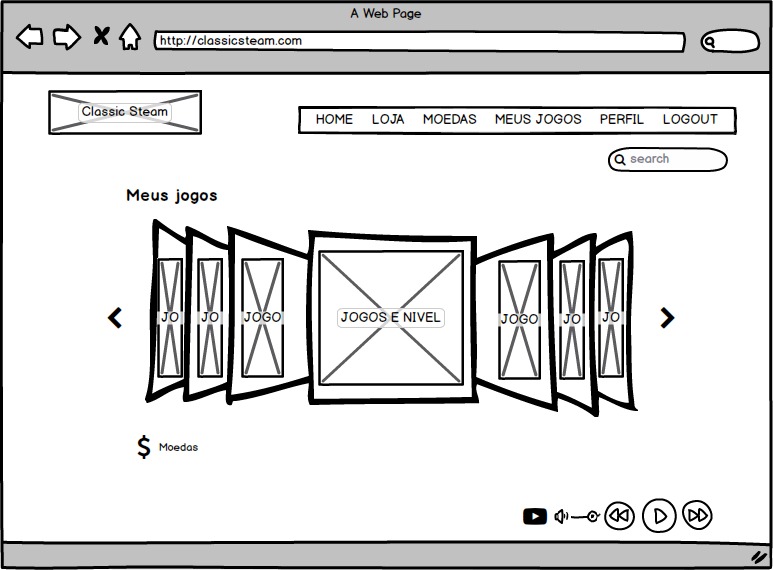 A Web Page
http://classicsteam.com
Classic Steam
HOME LOJA MOEDAS MEUS JOGOS PERFIL LOGOUT
search
Meus jogos
JO JO JOGO JOGOS E NIVEL JOGO JO JO
$ Moedas